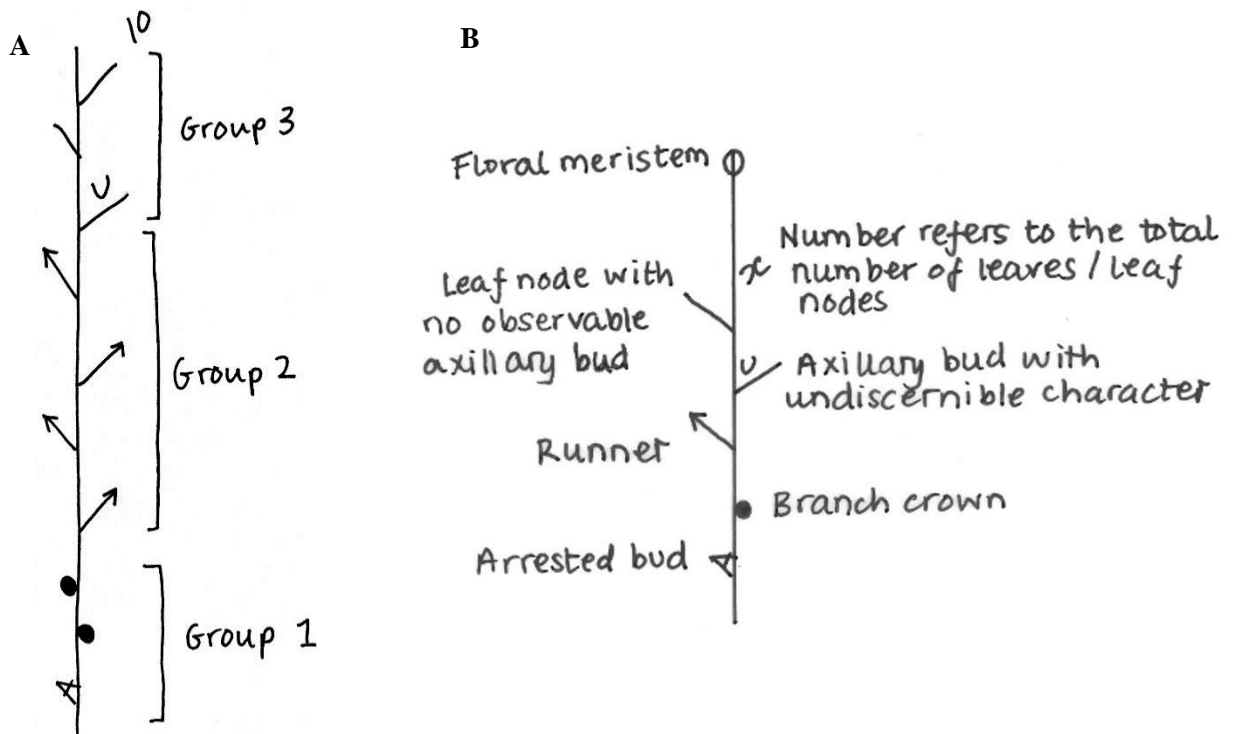 A
10
Group 3
U
Group 2
Group 1
B
Floral meristem
Number refers to the total
x number of leaves / leaf
nodes
Leaf node with
no observable
axillary bud
U Axillary bud with
undiscernible character
Runner
Branch crown
Arrested bud